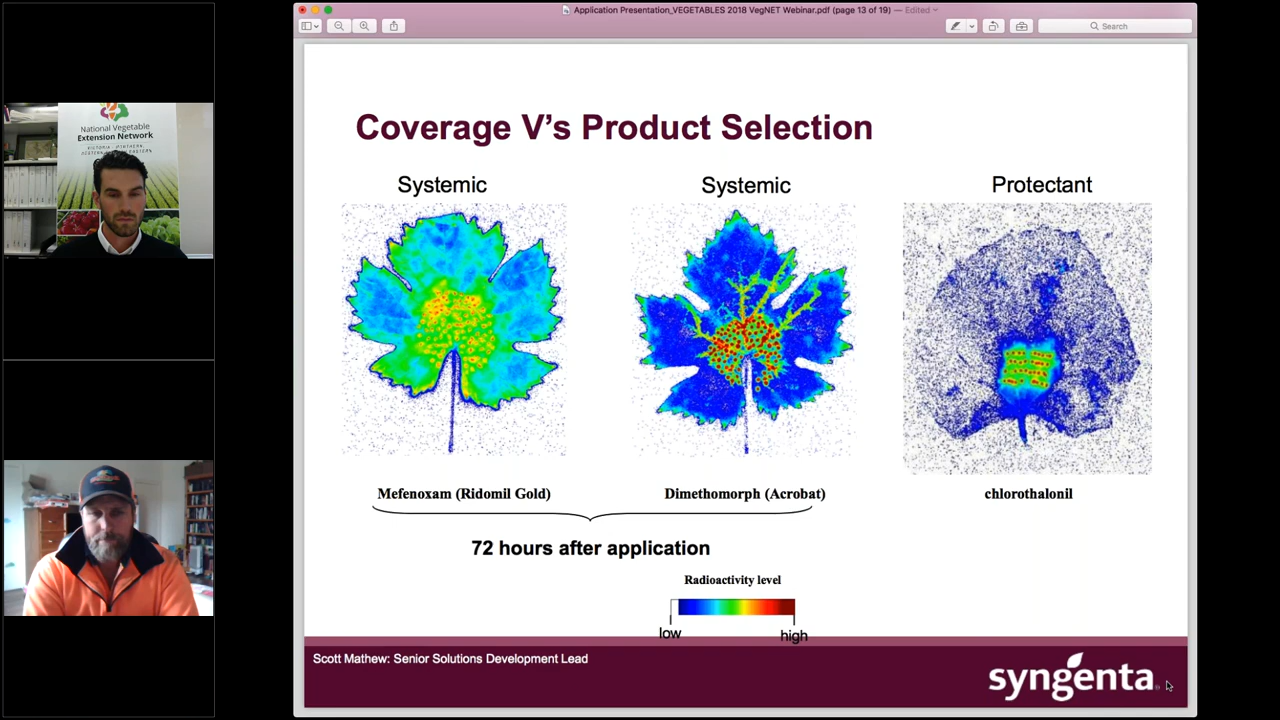 Application Presentation_VEGETABLES 2018 VegNET Webinar.pdf (page 13 of 19) — Edited
Search
National Vegetable
Extension Network
Coverage V's Product Selection
Systemic
Systemic
Protectant
Mefenoxam (Ridomil Gold)
Dimethomorph (Acrobat)
chlorothalonil
72 hours after application
Radioactivity level
low
high
Scott Mathew: Senior Solutions Development Lead
syngenta